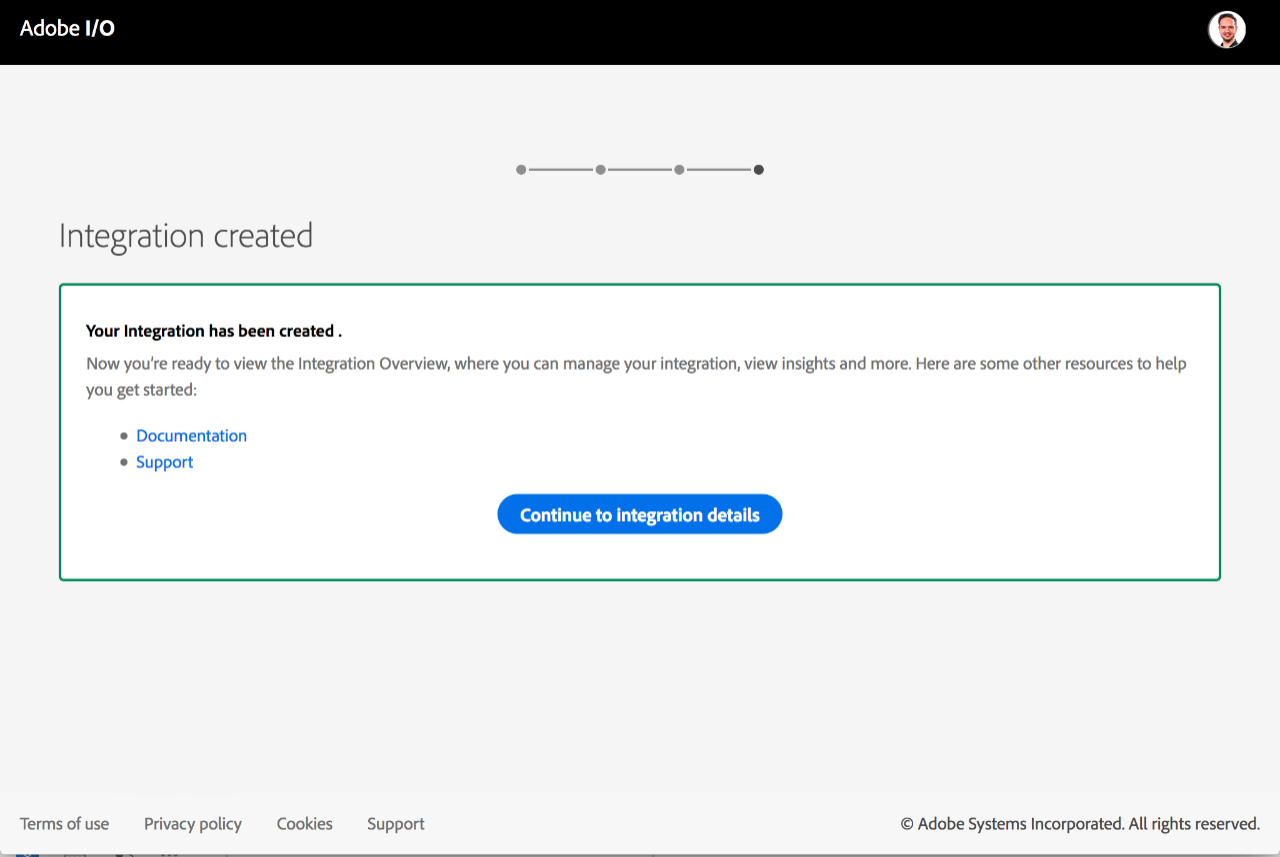 Adobe I/O
Integration created
Your Integration has been created .
Now you're ready to view the Integration Overview, where you can manage your integration, view insights and more. Here are some other resources to help
you get started:
Documentation
Support
Continue to integration details
Terms of use Privacy policy Cookies Support © Adobe Systems Incorporated. All rights reserved.